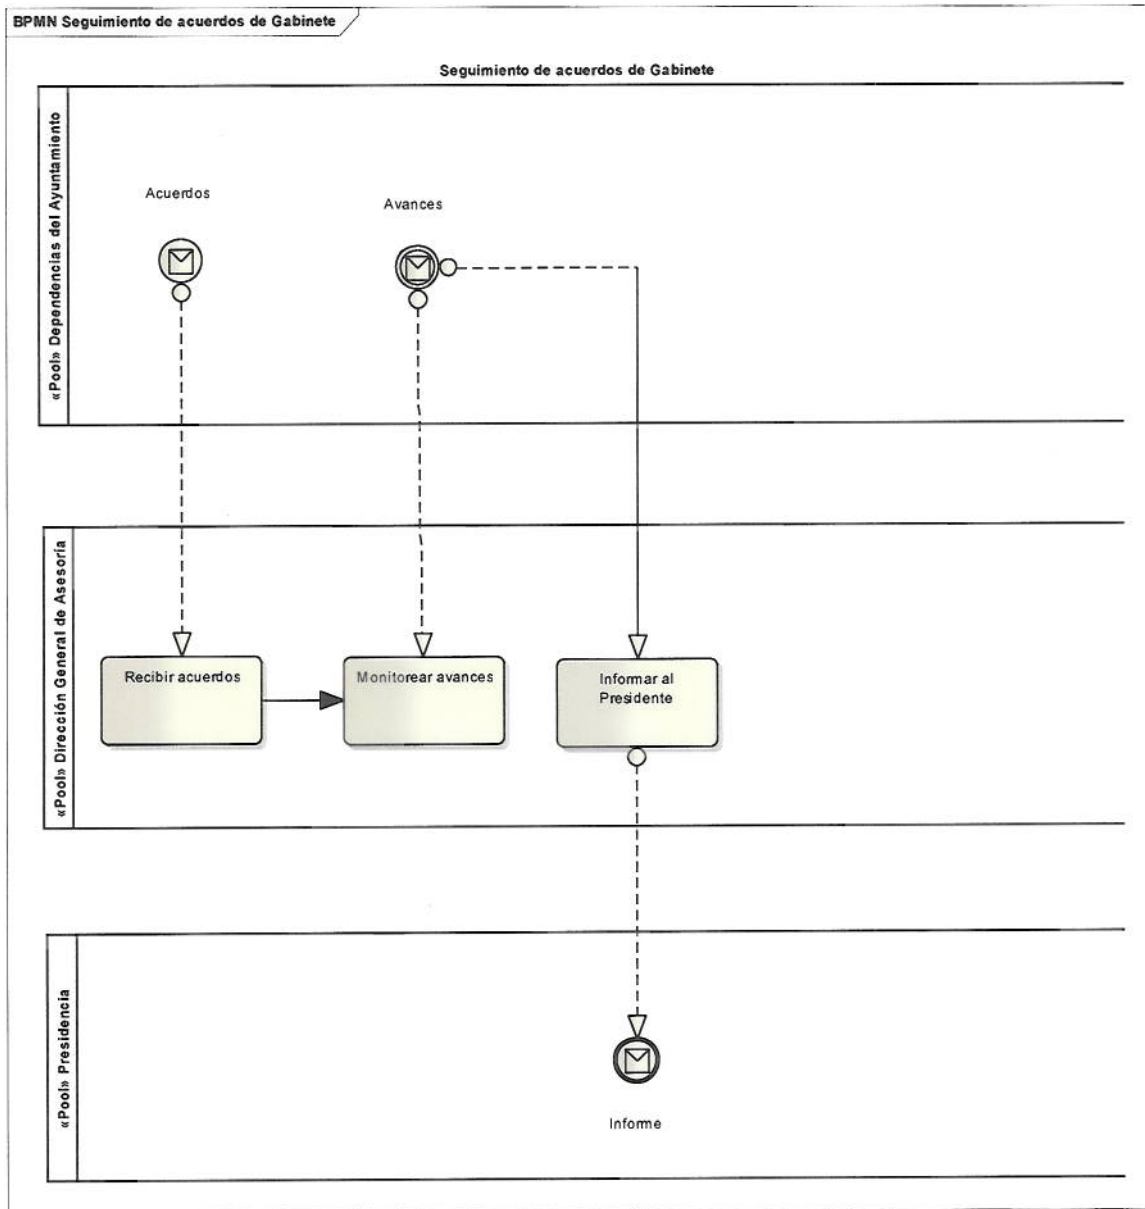 BPMN Seguimiento de acuerdos de Gabinete
Seguimiento de acuerdos de Gabinete
«Pool» Dependencias del Ayuntamiento
Acuerdos
Avances
«Pool» Dirección General de Asesoría
Recibir acuerdos
Monitorear avances
Informar al
Presidente
«Pool» Presidencia
Informe